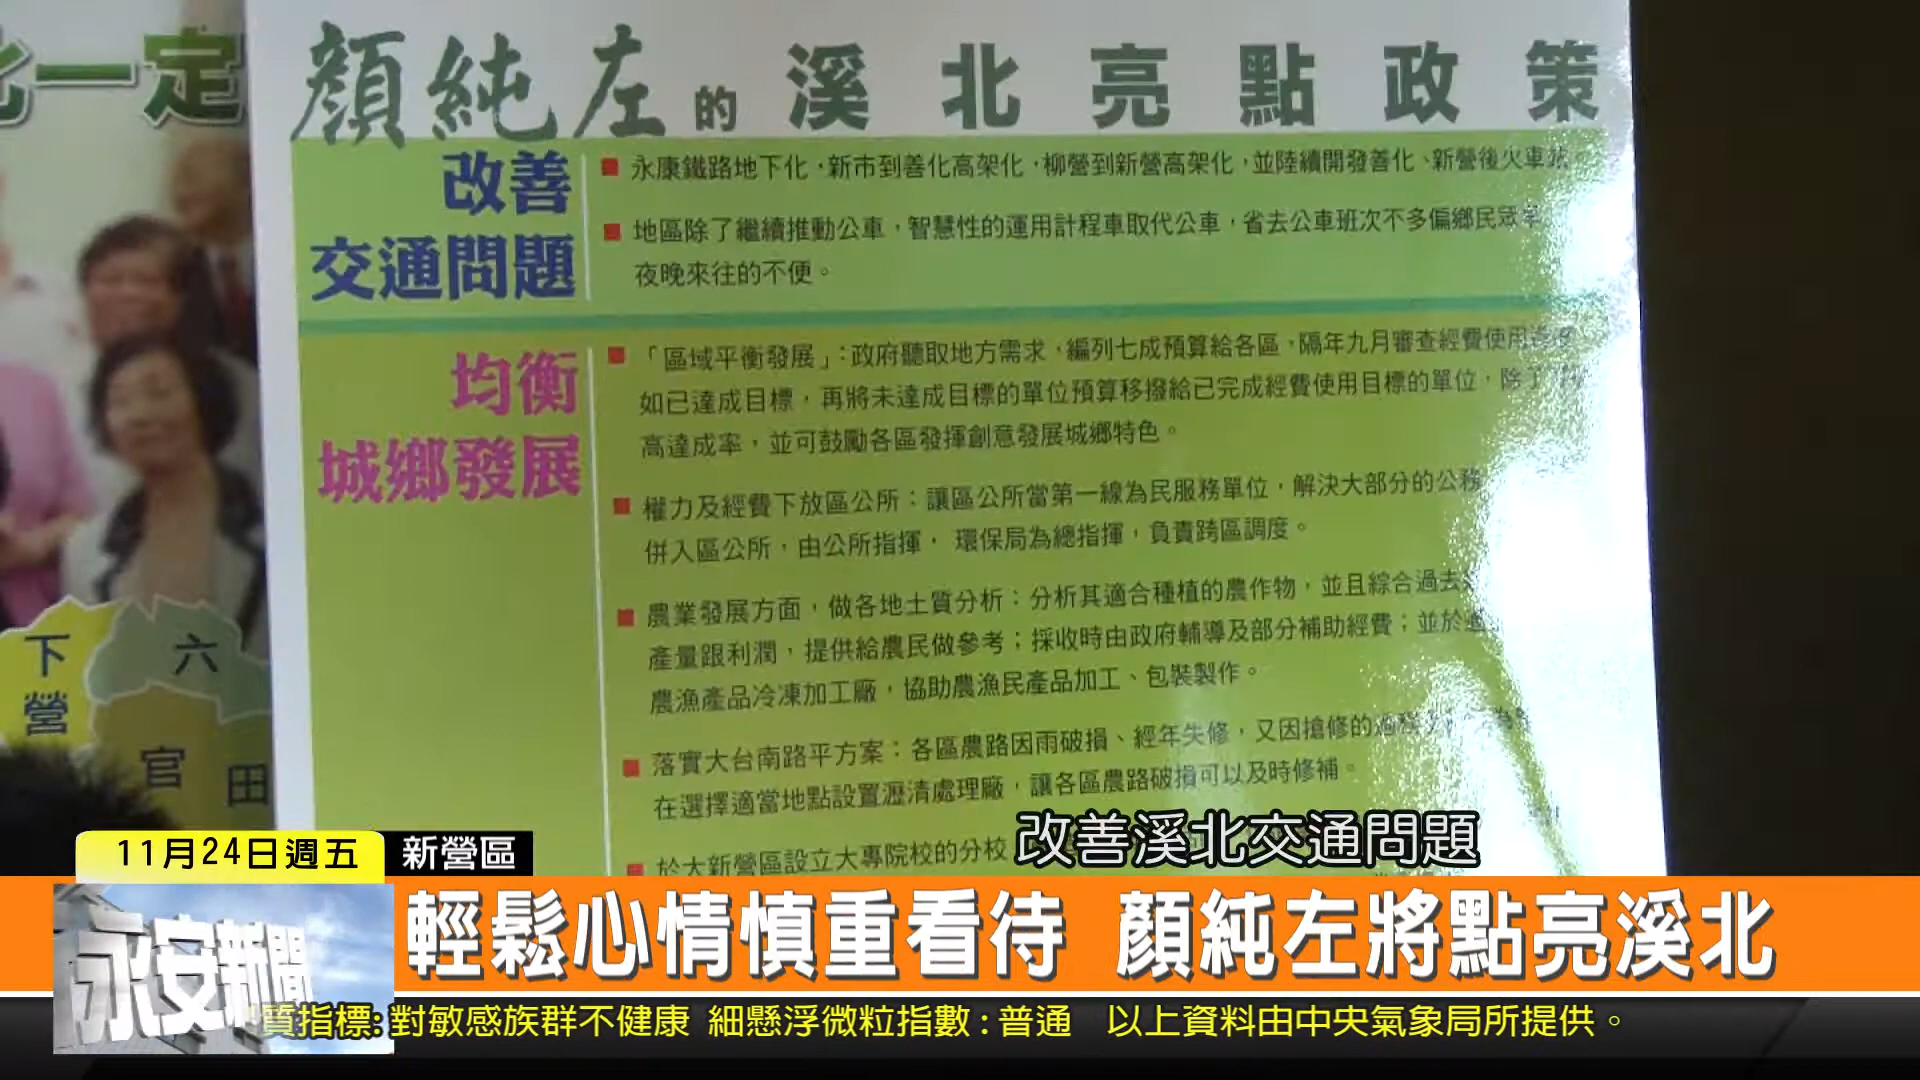 一定
顏純左的溪北亮點政策
改善
交通問題
永康鐵路地下化，新市到善化高架化，柳營到新營高架化，並陸續開發善化、新營後火車站
地區除了繼續推動公車，智慧性的運用計程車取代公車，省去公車班次不多偏鄉民眾
夜晚來往的不便。
均衡
城鄉發展
「區域平衡發展」：政府聽取地方需求，編列七成預算給各區，隔年九月審查經費使用
如已達成目標，再將未達成目標的單位預算移撥給已完成經費使用目標的單位，除了
高達成率，並可鼓勵各區發揮創意發展城鄉特色。
權力及經費下放區公所：讓區公所當第一線為民服務單位，解決大部分的公務
併入區公所，由公所指揮， 環保局為總指揮，負責跨區調度。
農業發展方面，做各地土質分析：分析其適合種植的農作物，並且綜合過去
產量跟利潤，提供給農民做參考；採收時由政府輔導及部分補助經費；並於
農漁產品冷凍加工廠，協助農漁民產品加工、包裝製作。
落實大台南路平方案：各區農路因雨破損、經年失修，又因搶修的
在選擇適當地點設置瀝清處理廠，讓各區農路破損可以及時修補。
於大新營區設立大專院校的分校
下營
六
官田
改善溪北交通問題
11月24日週五
新營區
輕鬆心情慎重看待 顏純左將點亮溪北
永安新聞
質指標:對敏感族群不健康 細懸浮微粒指數:普通 以上資料由中央氣象局所提供。